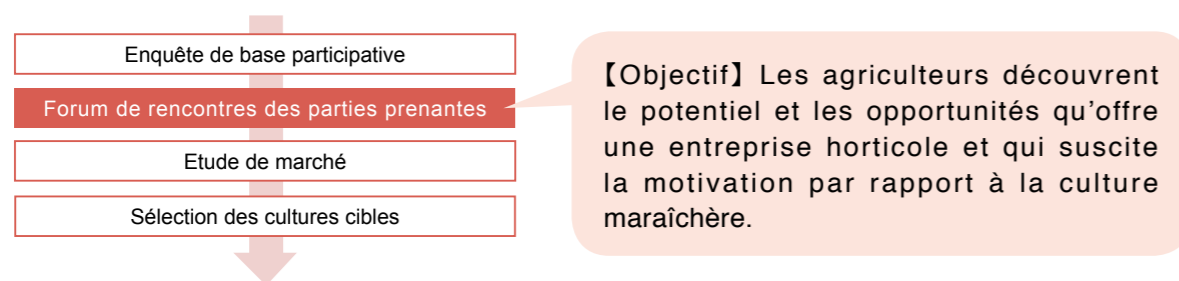 Enquête de base participative
Forum de rencontres des parties prenantes
Etude de marché
Sélection des cultures cibles
【Objectif】Les agriculteurs découvrent
le potentiel et les opportunités qu’offre
une entreprise horticole et qui suscite
la motivation par rapport à la culture
maraîchère.